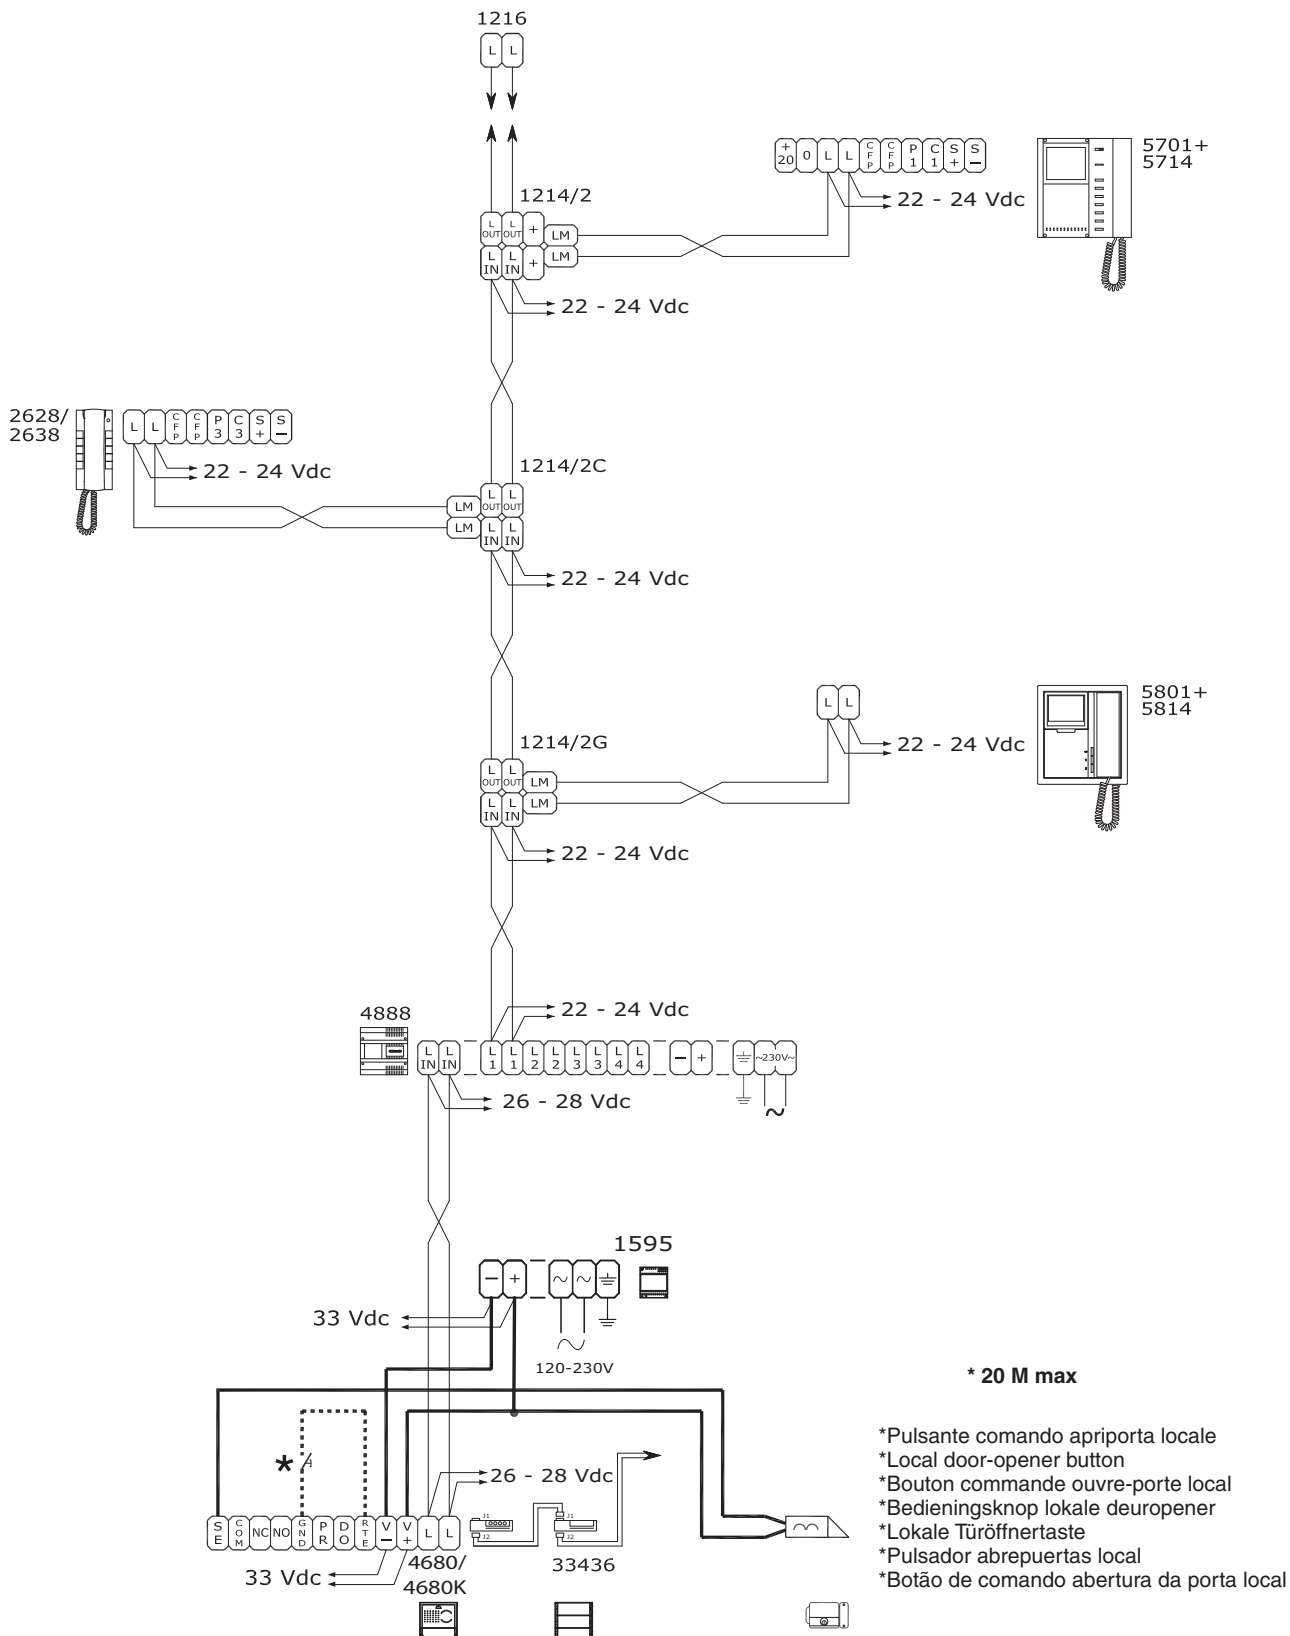 1216
L L
1214/2
L OUT L OUT +
L IN L IN +
LM
LM
22 - 24 Vdc
+ 20 0 L L CFP CFP P1 C1 S+ S−
22 - 24 Vdc
5701+
5714
2628/
2638
L L CFP CFP P3 C3 S+ S−
22 - 24 Vdc
1214/2C
LM
LM
L OUT L OUT
L IN L IN
22 - 24 Vdc
1214/2G
L OUT L OUT
L IN L IN
LM
LM
22 - 24 Vdc
L L
22 - 24 Vdc
5801+
5814
22 - 24 Vdc
4888
L IN L IN L1 L1 L2 L2 L3 L3 L4 L4 − + ~230V~
~
26 - 28 Vdc
1595
− + ~ ~
33 Vdc
120-230V
* 20 M max
*
26 - 28 Vdc
SE COM NC NO GND PR DO RTE V− V+ L L
J1
J2
J1
J2
33 Vdc
4680/
4680K
33436
*Pulsante comando apriporta locale
*Local door-opener button
*Bouton commande ouvre-porte local
*Bedieningsknop lokale deuropener
*Lokale Türöffnertaste
*Pulsador abrepuertas local
*Botão de comando abertura da porta local